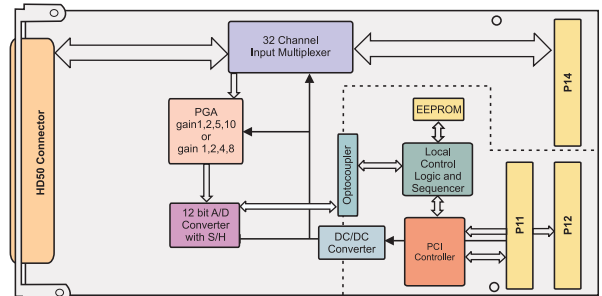 HD50 Connector
32 Channel
Input Multiplexer
P14
PGA
gain1,2,5,10
or
gain 1,2,4,8
EEPROM
Optocoupler
Local
Control
Logic and
Sequencer
12 bit A/D
Converter
with S/H
DC/DC
Converter
PCI
Controller
P11
P12